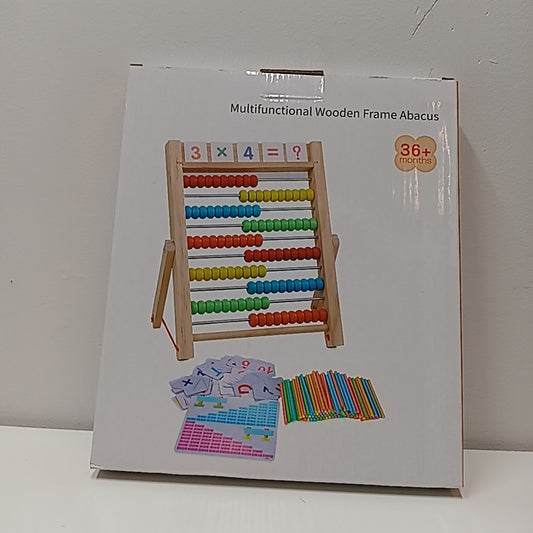 Multifunctional Wooden Frame Abacus
36+
months
3 × 4 = ?